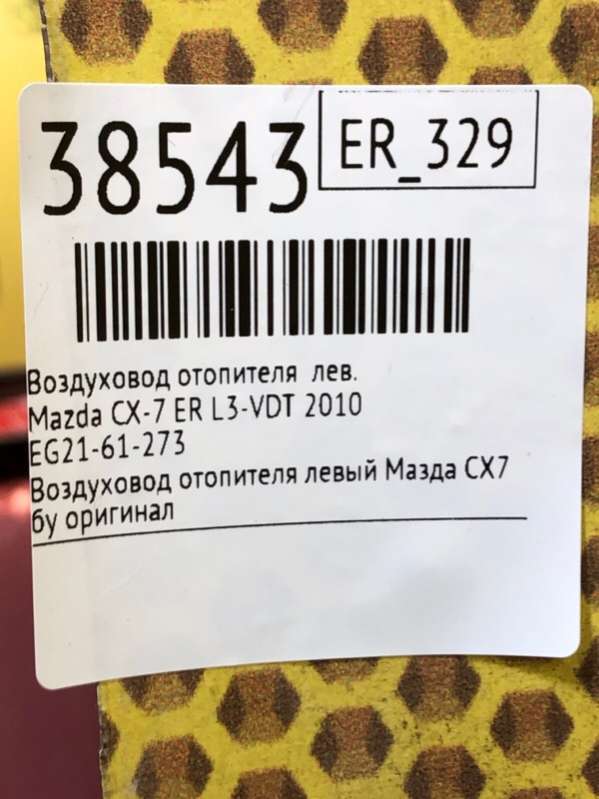 38543
ER_329
Воздуховод отопителя лев.
Mazda CX-7 ER L3-VDT 2010
EG21-61-273
Воздуховод отопителя левый Мазда CX7
бу оригинал